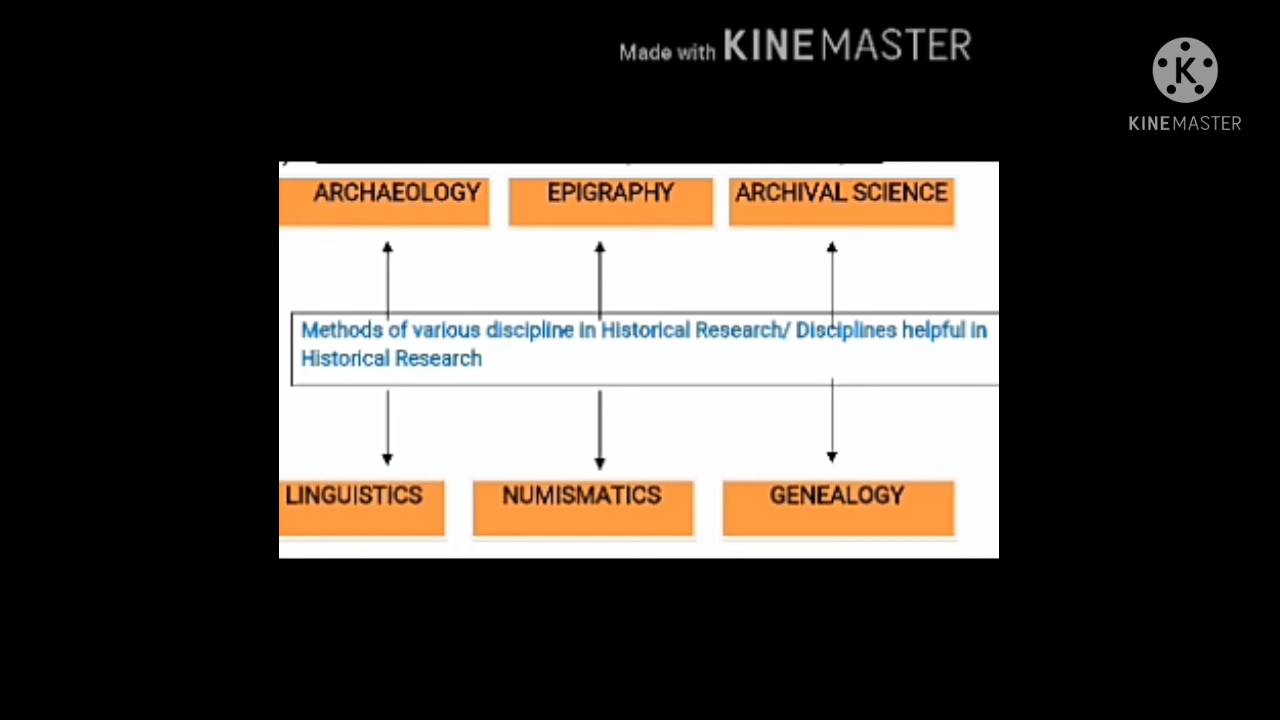 Made with KINEMASTER
K
KINEMASTER
ARCHAEOLOGY
EPIGRAPHY
ARCHIVAL SCIENCE
Methods of various discipline in Historical Research/ Disciplines helpful in
Historical Research
LINGUISTICS
NUMISMATICS
GENEALOGY